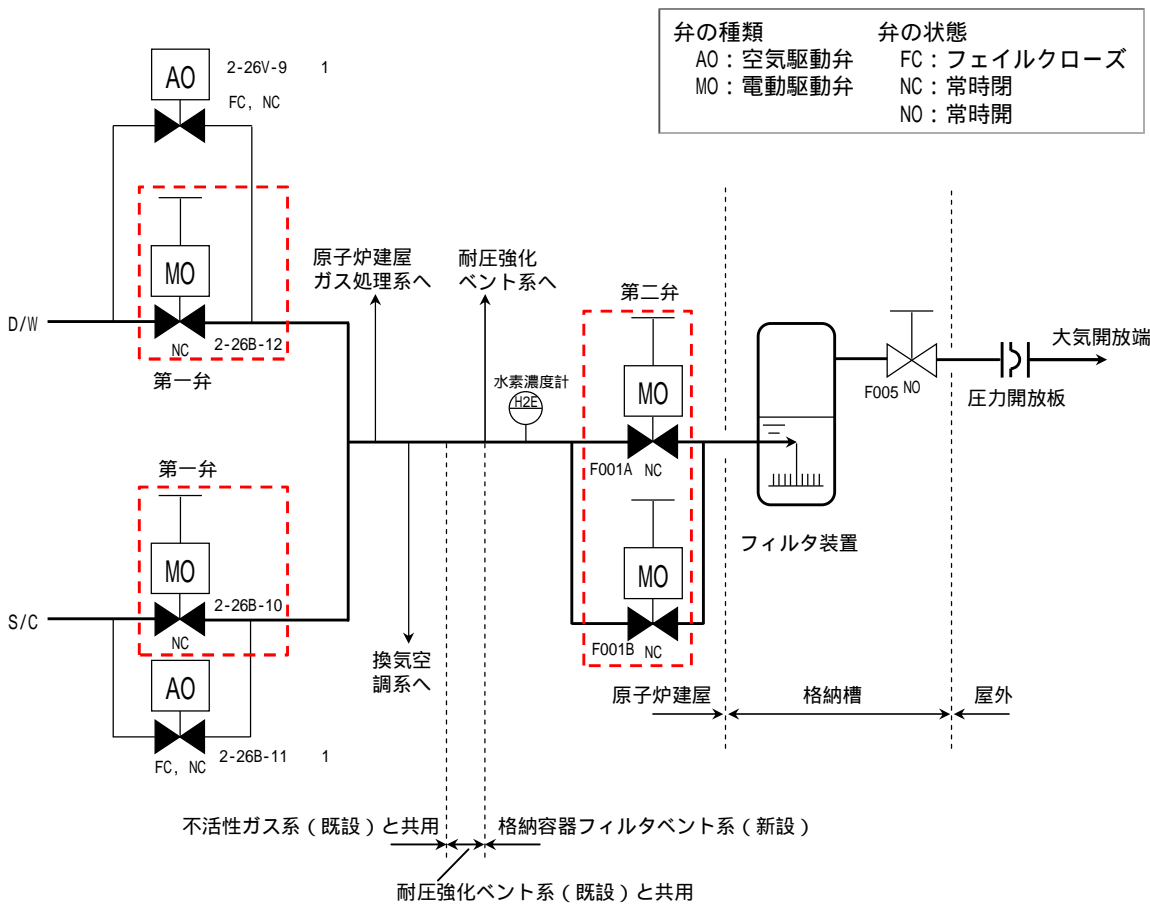 弁の種類 弁の状態
AO：空気駆動弁 FC：フェイルクローズ
MO：電動駆動弁 NC：常時閉
NO：常時開
AO
2-26V-9 1
FC, NC
MO
D/W
NC
2-26B-12
第一弁
原子炉建屋
ガス処理系へ
耐圧強化
ベント系へ
第二弁
水素濃度計
H2E
MO
F001A NC
MO
F001B NC
F005 NO
大気開放端
圧力開放板
フィルタ装置
第一弁
MO
S/C
2-26B-10
NC
AO
2-26B-11 1
FC, NC
換気空
調系へ
原子炉建屋 格納槽 屋外
不活性ガス系（既設）と共用 格納容器フィルタベント系（新設）
耐圧強化ベント系（既設）と共用